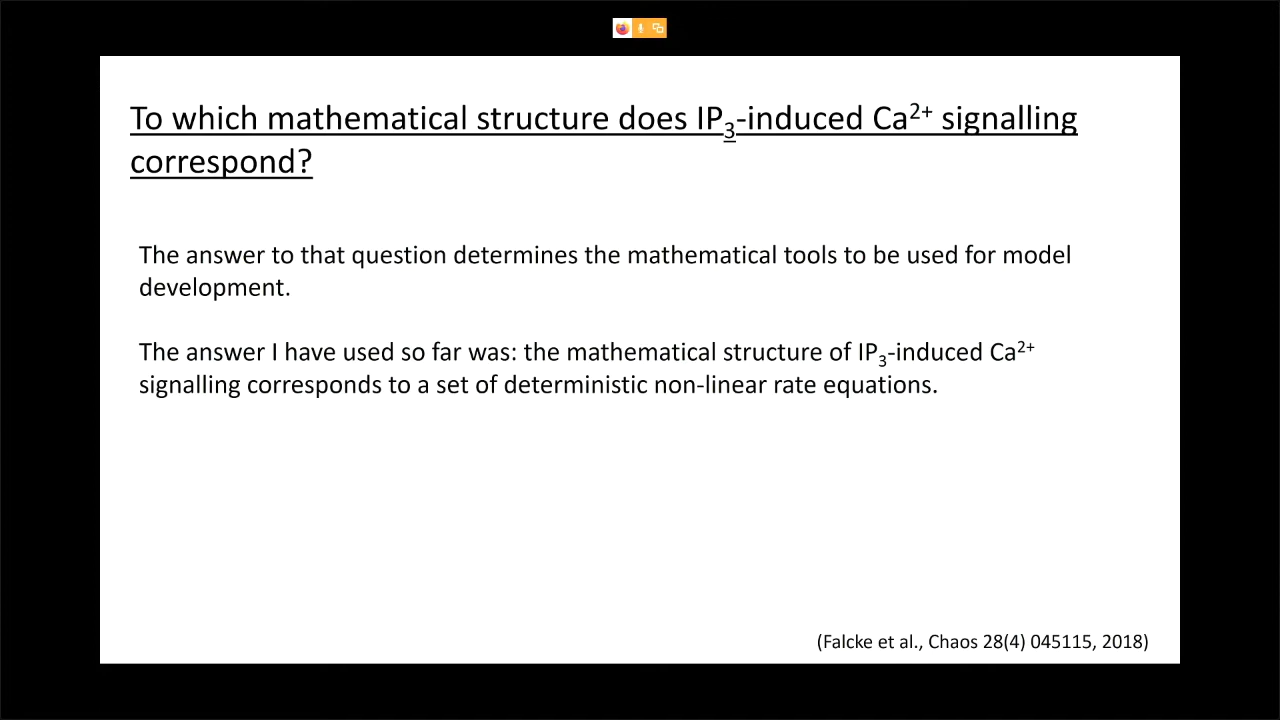 To which mathematical structure does IP₃-induced Ca²⁺ signalling
correspond?
The answer to that question determines the mathematical tools to be used for model
development.
The answer I have used so far was: the mathematical structure of IP₃-induced Ca²⁺
signalling corresponds to a set of deterministic non-linear rate equations.
(Falcke et al., Chaos 28(4) 045115, 2018)